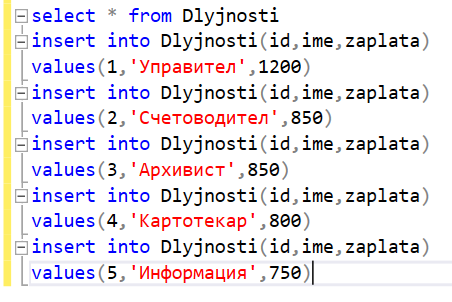 select * from Dlyjnosti
insert into Dlyjnosti(id,ime,zaplata)
values(1,'Управител',1200)
insert into Dlyjnosti(id,ime,zaplata)
values(2,'Счетоводител',850)
insert into Dlyjnosti(id,ime,zaplata)
values(3,'Архивист',850)
insert into Dlyjnosti(id,ime,zaplata)
values(4,'Картотекар',800)
insert into Dlyjnosti(id,ime,zaplata)
values(5,'Информация',750)